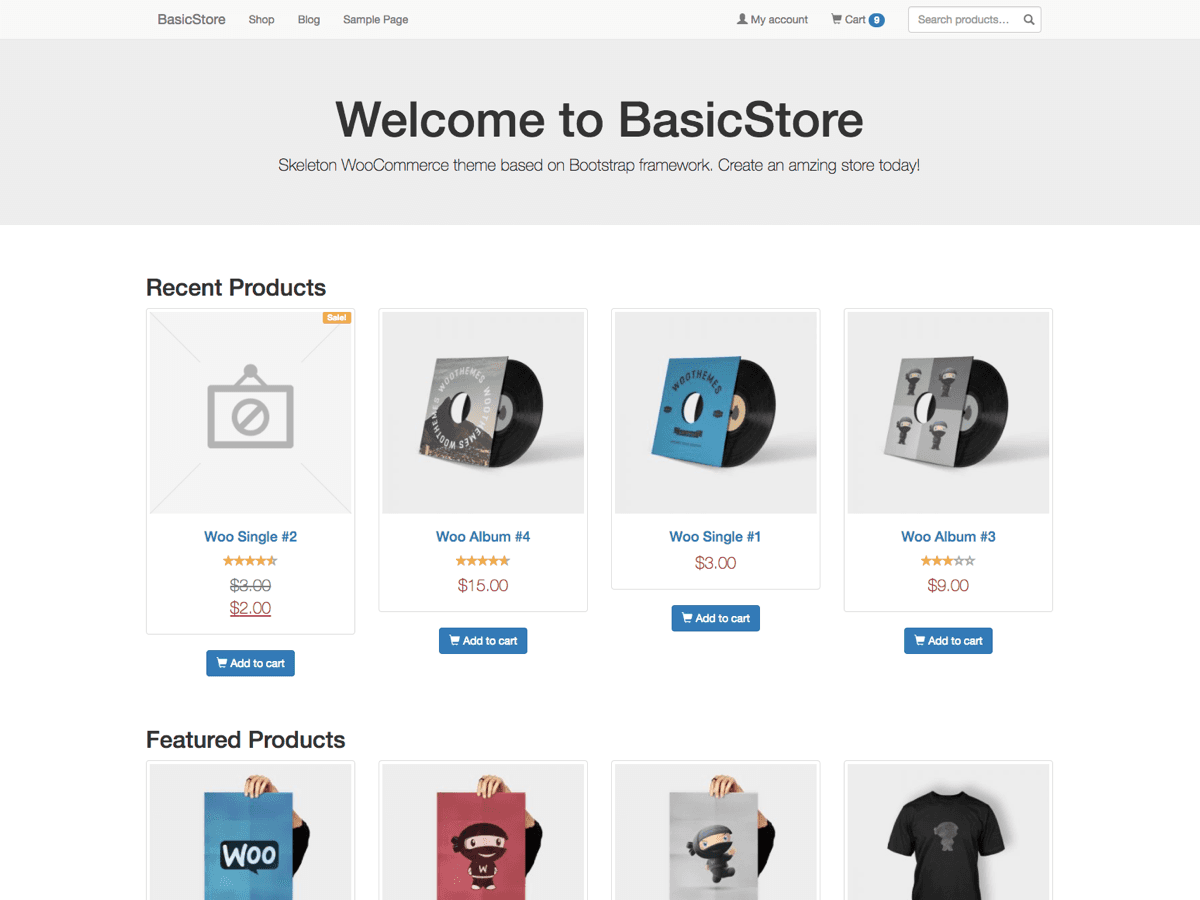 BasicStore Shop Blog Sample Page My account Cart 9 Search products…
Welcome to BasicStore
Skeleton WooCommerce theme based on Bootstrap framework. Create an amzing store today!
Recent Products
Sale!
WOOTHEMES WOOTHEMES WOOTHEMES
WOOTHEMES
Woo Single #2
$3.00
$2.00
Add to cart
Woo Album #4
$15.00
Add to cart
Woo Single #1
$3.00
Add to cart
Woo Album #3
$9.00
Add to cart
Featured Products
WOO
W